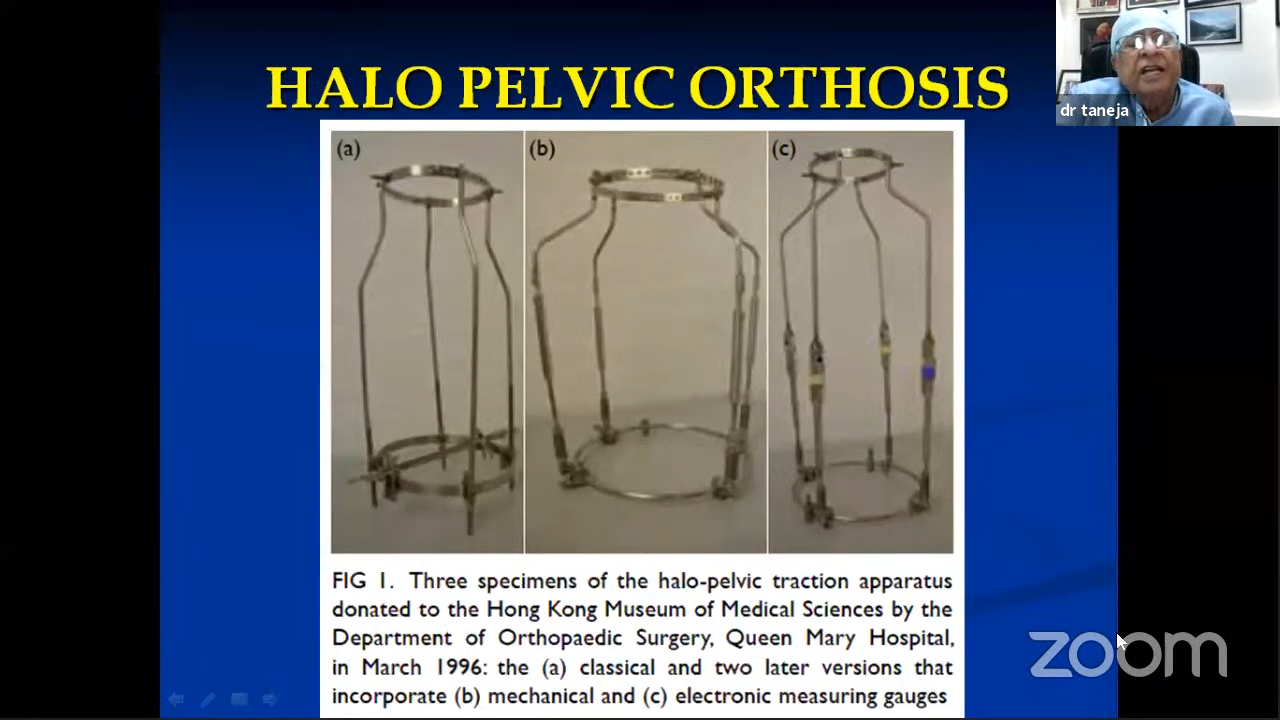 HALO PELVIC ORTHOSIS
dr taneja
(a)
(b)
(c)
FIG 1. Three specimens of the halo-pelvic traction apparatus
donated to the Hong Kong Museum of Medical Sciences by the
Department of Orthopaedic Surgery, Queen Mary Hospital,
in March 1996: the (a) classical and two later versions that
incorporate (b) mechanical and (c) electronic measuring gauges
zoom